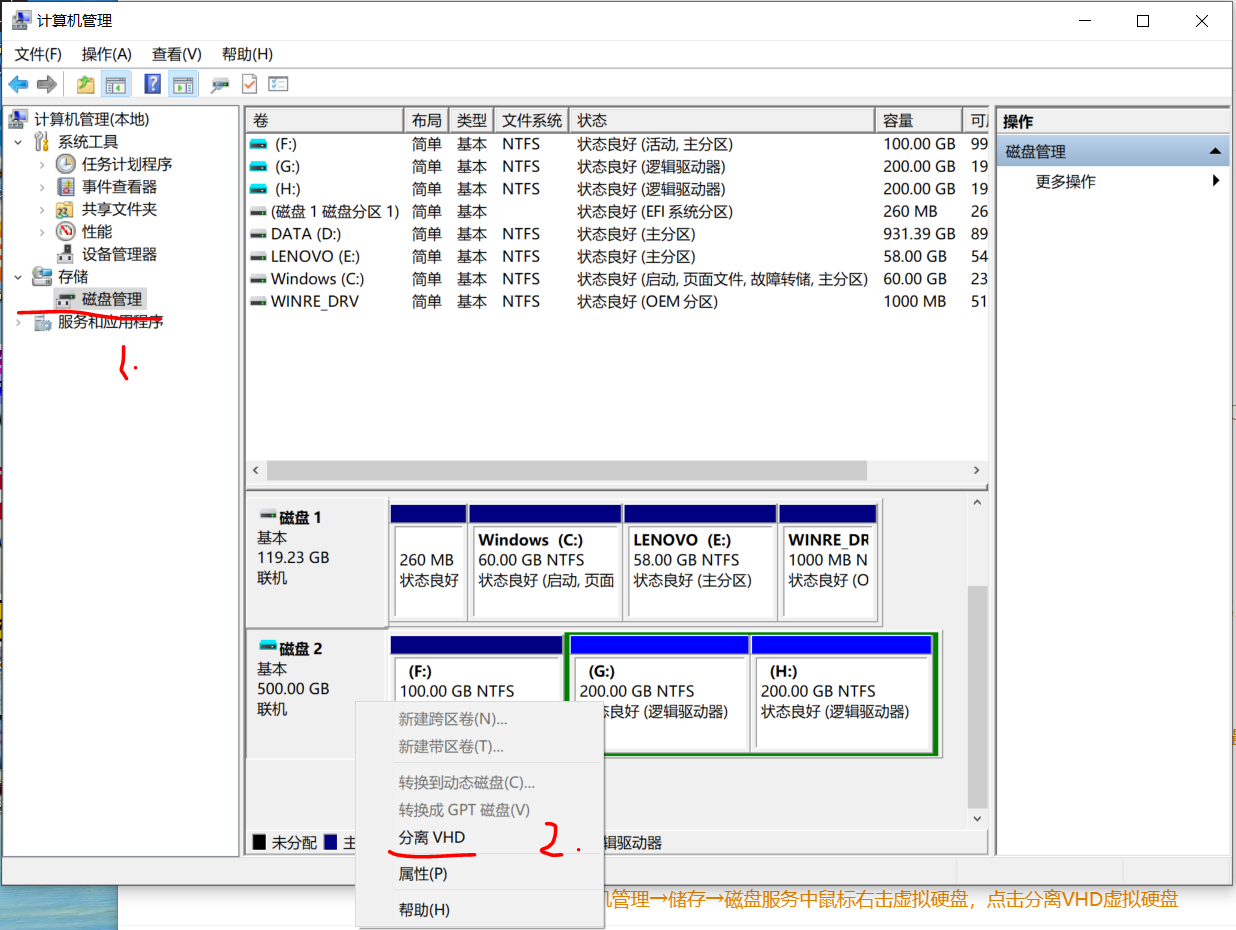 计算机管理
文件(F) 操作(A) 查看(V) 帮助(H)
计算机管理(本地)
系统工具
任务计划程序
事件查看器
共享文件夹
性能
设备管理器
存储
磁盘管理
服务和应用程序
1.
卷 布局 类型 文件系统 状态 容量
(F:) 简单 基本 NTFS 状态良好 (活动, 主分区) 100.00 GB 99
(G:) 简单 基本 NTFS 状态良好 (逻辑驱动器) 200.00 GB 19
(H:) 简单 基本 NTFS 状态良好 (逻辑驱动器) 200.00 GB 19
(磁盘 1 磁盘分区 1) 简单 基本 状态良好 (EFI 系统分区) 260 MB 26
DATA (D:) 简单 基本 NTFS 状态良好 (主分区) 931.39 GB 89
LENOVO (E:) 简单 基本 NTFS 状态良好 (主分区) 58.00 GB 54
Windows (C:) 简单 基本 NTFS 状态良好 (启动, 页面文件, 故障转储, 主分区) 60.00 GB 23
WINRE_DRV 简单 基本 NTFS 状态良好 (OEM 分区) 1000 MB 51
操作
磁盘管理
更多操作
磁盘 1
基本
119.23 GB
联机
260 MB
状态良好
Windows (C:)
60.00 GB NTFS
状态良好 (启动, 页面
LENOVO (E:)
58.00 GB NTFS
状态良好 (主分区)
WINRE_DR
1000 MB N
状态良好 (O
磁盘 2
基本
500.00 GB
联机
(F:)
100.00 GB NTFS
(G:)
200.00 GB NTFS
态良好 (逻辑驱动器)
(H:)
200.00 GB NTFS
状态良好 (逻辑驱动器)
新建跨区卷(N)...
新建带区卷(T)...
转换到动态磁盘(C)...
转换成 GPT 磁盘(V)
分离 VHD
2.
属性(P)
帮助(H)
未分配 主 辑驱动器
机管理→储存→磁盘服务中鼠标右击虚拟硬盘，点击分离VHD虚拟硬盘